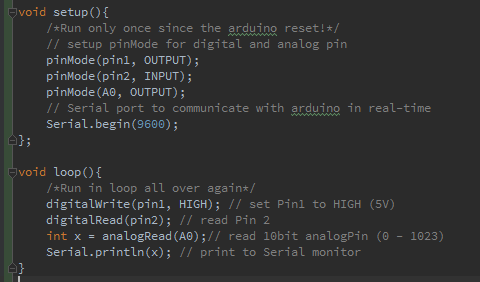 void setup(){
/*Run only once since the arduino reset!*/
// setup pinMode for digital and analog pin
pinMode(pin1, OUTPUT);
pinMode(pin2, INPUT);
pinMode(A0, OUTPUT);
// Serial port to communicate with arduino in real-time
Serial.begin(9600);
};
void loop(){
/*Run in loop all over again*/
digitalWrite(pin1, HIGH); // set Pin1 to HIGH (5V)
digitalRead(pin2); // read Pin 2
int x = analogRead(A0);// read 10bit analogPin (0 - 1023)
Serial.println(x); // print to Serial monitor
}